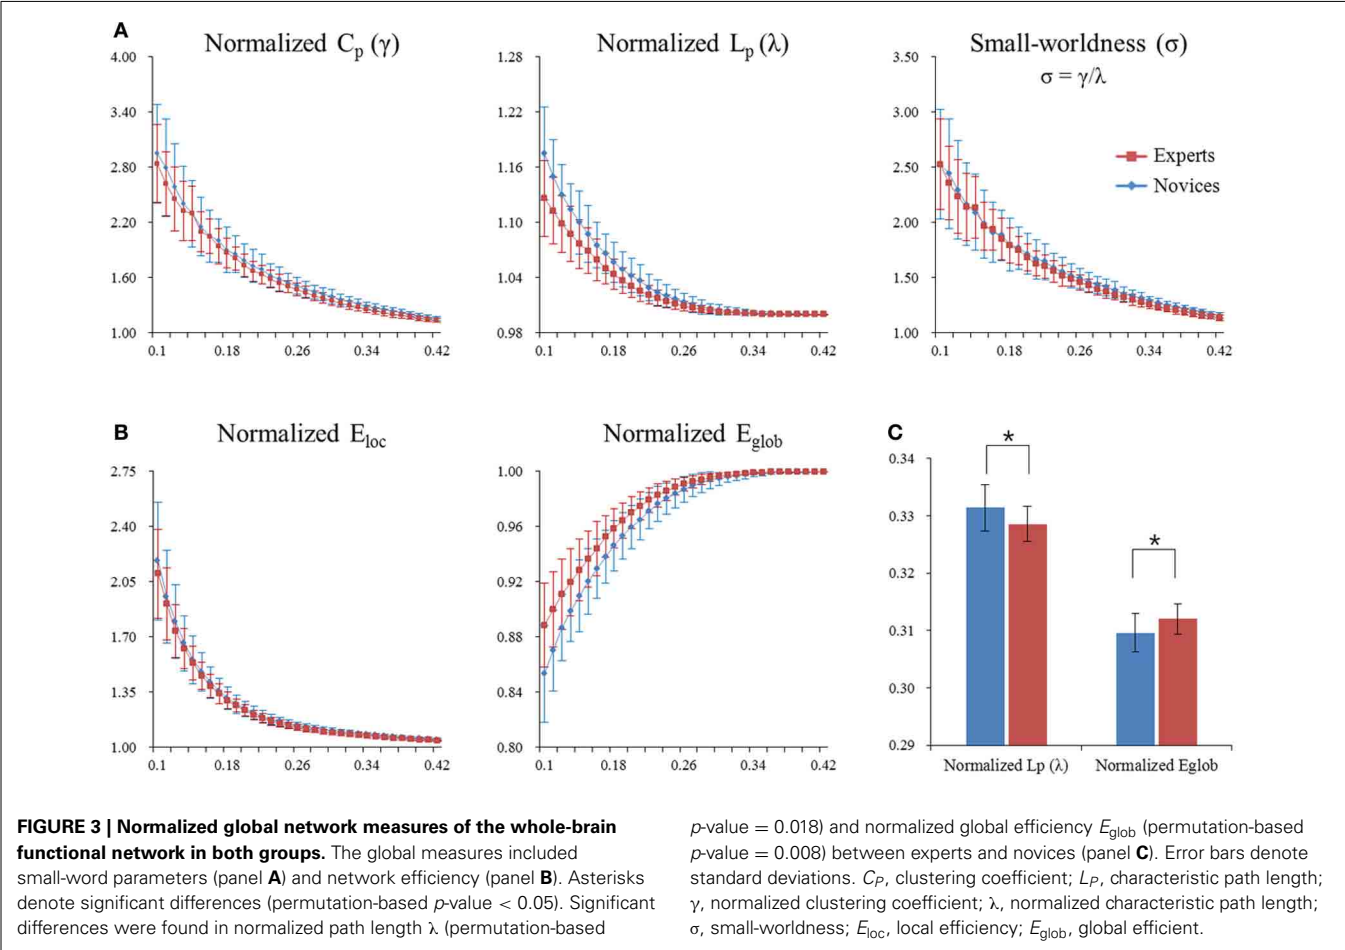 A
Normalized Cp (γ)
4.00
3.40
2.80
2.20
1.60
1.00
0.1 0.18 0.26 0.34 0.42
Normalized Lp (λ)
1.28
1.22
1.16
1.10
1.04
0.98
0.1 0.18 0.26 0.34 0.42
Small-worldness (σ)
σ = γ/λ
3.50
3.00
2.50
2.00
1.50
1.00
0.1 0.18 0.26 0.34 0.42
Experts
Novices
B
Normalized Eloc
2.75
2.40
2.05
1.70
1.35
1.00
0.1 0.18 0.26 0.34 0.42
Normalized Eglob
1.00
0.96
0.92
0.88
0.84
0.80
0.1 0.18 0.26 0.34 0.42
C
0.34
0.33
0.32
0.31
0.30
0.29
*
*
Normalized Lp (λ) Normalized Eglob
FIGURE 3 | Normalized global network measures of the whole-brain
functional network in both groups. The global measures included
small-word parameters (panel A) and network efficiency (panel B). Asterisks
denote significant differences (permutation-based p-value < 0.05). Significant
differences were found in normalized path length λ (permutation-based
p-value = 0.018) and normalized global efficiency Eglob (permutation-based
p-value = 0.008) between experts and novices (panel C). Error bars denote
standard deviations. CP, clustering coefficient; LP, characteristic path length;
γ, normalized clustering coefficient; λ, normalized characteristic path length;
σ, small-worldness; Eloc, local efficiency; Eglob, global efficient.